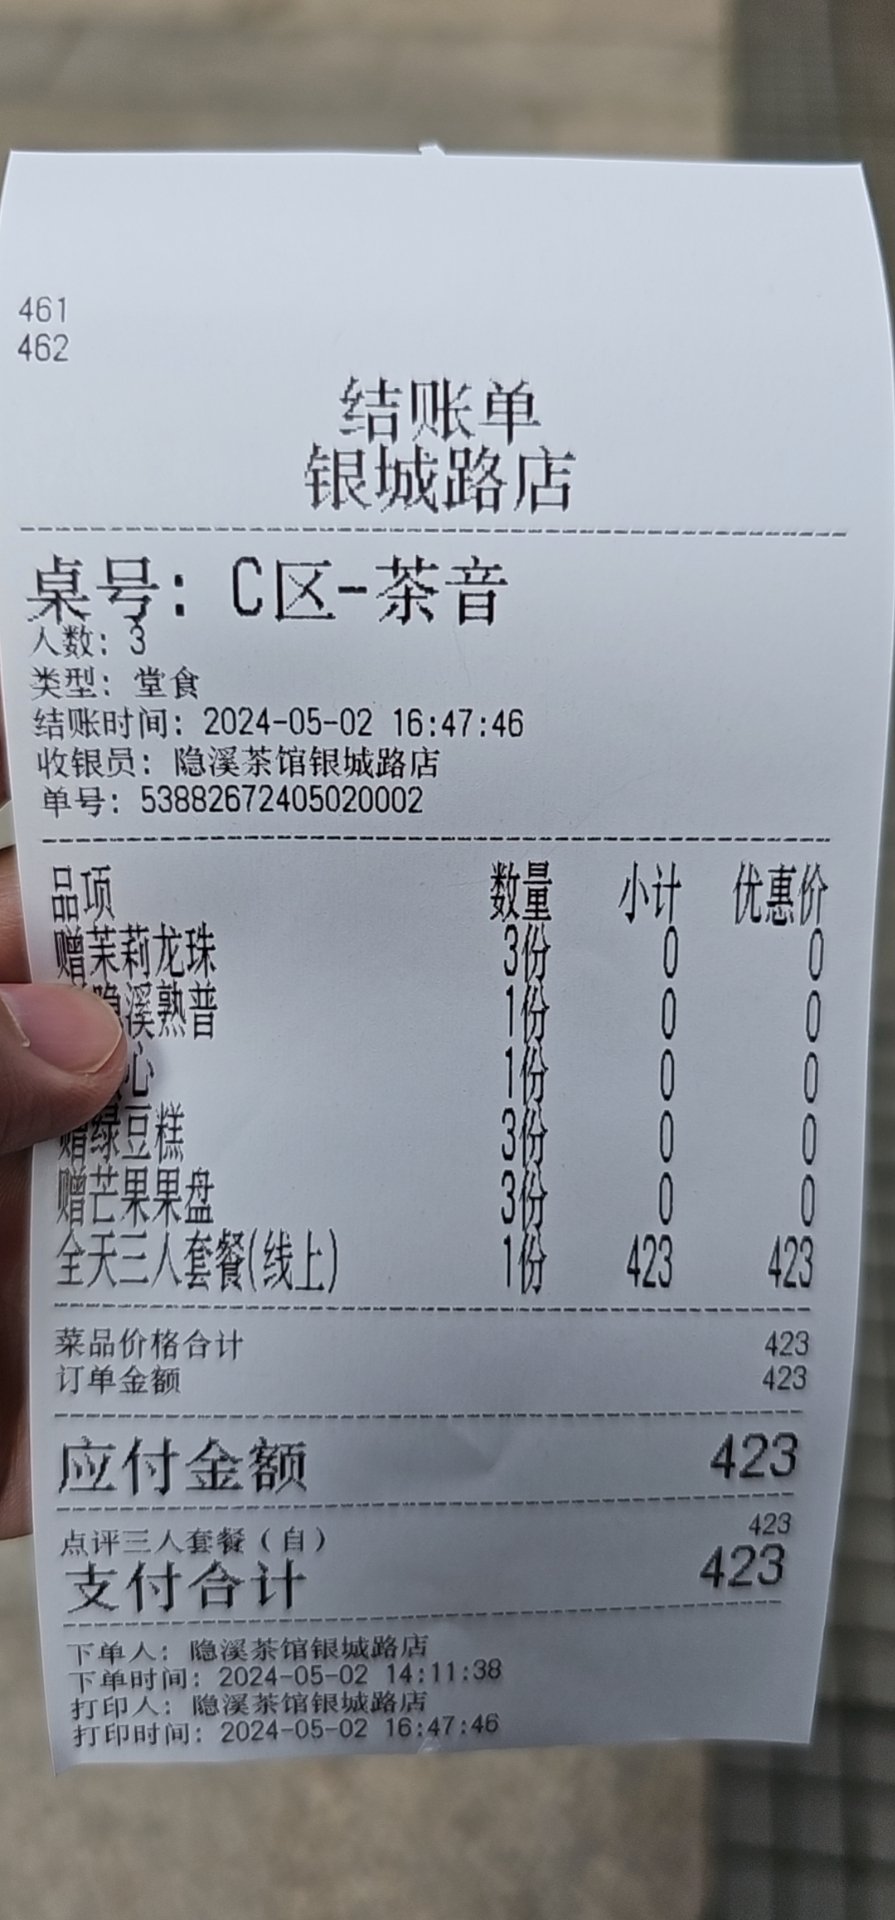 461
462
结账单
银城路店
桌号: C区-茶音
人数: 3
类型: 堂食
结账时间: 2024-05-02 16:47:46
收银员: 隐溪茶馆银城路店
单号: 53882672405020002
品项 数量 小计 优惠价
赠茉莉龙珠 3份 0 0
隐溪熟普 1份 0 0
心 1份 0 0
赠绿豆糕 3份 0 0
赠芒果果盘 3份 0 0
全天三人套餐(线上) 1份 423 423
菜品价格合计 423
订单金额 423
应付金额 423
点评三人套餐（自） 423
支付合计 423
下单人: 隐溪茶馆银城路店
下单时间: 2024-05-02 14:11:38
打印人: 隐溪茶馆银城路店
打印时间: 2024-05-02 16:47:46